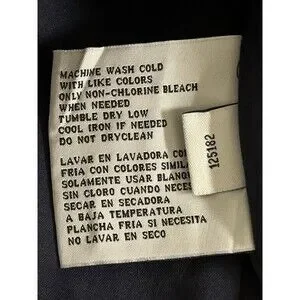 MACHINE WASH COLD
WITH LIKE COLORS
ONLY NON-CHLORINE BLEACH
WHEN NEEDED
TUMBLE DRY LOW
COOL IRON IF NEEDED
DO NOT DRYCLEAN
LAVAR EN LAVADORA CO
FRIA CON COLORES SIMILA
SOLAMENTE USAR BLANQ
SIN CLORO CUANDO NECES
SECAR EN SECADORA
A BAJA TEMPERATURA
PLANCHA FRIA SI NECESITA
NO LAVAR EN SECO
125182